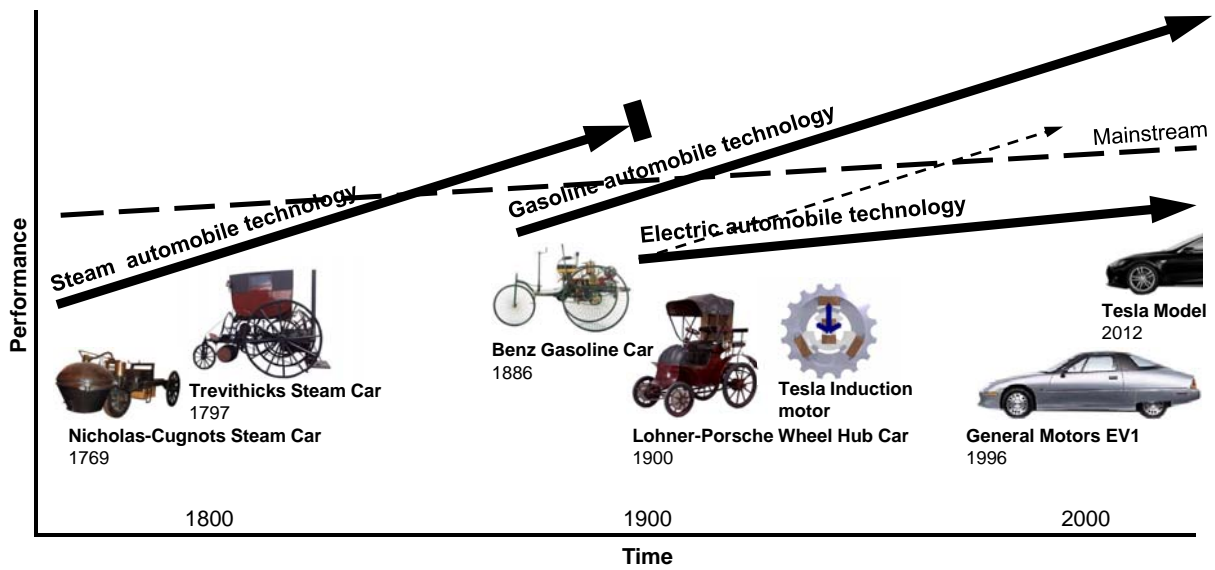 Performance
Steam automobile technology
Gasoline automobile technology
Mainstream
Electric automobile technology
Nicholas-Cugnots Steam Car
1769
Trevithicks Steam Car
1797
Benz Gasoline Car
1886
Lohner-Porsche Wheel Hub Car
1900
Tesla Induction
motor
General Motors EV1
1996
Tesla Model
2012
1800
1900
2000
Time